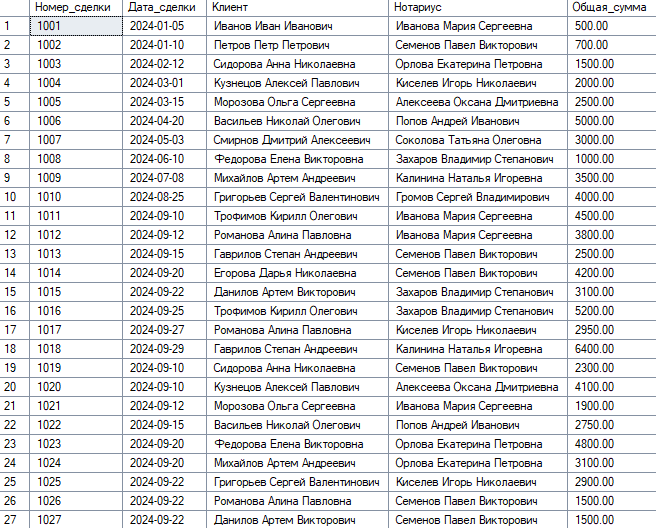 Номер_сделки Дата_сделки Клиент Нотариус Общая_сумма
1 1001 2024-01-05 Иванов Иван Иванович Иванова Мария Сергеевна 500.00
2 1002 2024-01-10 Петров Петр Петрович Семенов Павел Викторович 700.00
3 1003 2024-02-12 Сидорова Анна Николаевна Орлова Екатерина Петровна 1500.00
4 1004 2024-03-01 Кузнецов Алексей Павлович Киселев Игорь Николаевич 2000.00
5 1005 2024-03-15 Морозова Ольга Сергеевна Алексеева Оксана Дмитриевна 2500.00
6 1006 2024-04-20 Васильев Николай Олегович Попов Андрей Иванович 5000.00
7 1007 2024-05-03 Смирнов Дмитрий Алексеевич Соколова Татьяна Олеговна 3000.00
8 1008 2024-06-10 Федорова Елена Викторовна Захаров Владимир Степанович 1000.00
9 1009 2024-07-08 Михайлов Артем Андреевич Калинина Наталья Игоревна 3500.00
10 1010 2024-08-25 Григорьев Сергей Валентинович Громов Сергей Владимирович 4000.00
11 1011 2024-09-10 Трофимов Кирилл Олегович Иванова Мария Сергеевна 4500.00
12 1012 2024-09-12 Романова Алина Павловна Иванова Мария Сергеевна 3800.00
13 1013 2024-09-15 Гаврилов Степан Андреевич Семенов Павел Викторович 2500.00
14 1014 2024-09-20 Егорова Дарья Николаевна Семенов Павел Викторович 4200.00
15 1015 2024-09-22 Данилов Артем Викторович Захаров Владимир Степанович 3100.00
16 1016 2024-09-25 Трофимов Кирилл Олегович Захаров Владимир Степанович 5200.00
17 1017 2024-09-27 Романова Алина Павловна Киселев Игорь Николаевич 2950.00
18 1018 2024-09-29 Гаврилов Степан Андреевич Калинина Наталья Игоревна 6400.00
19 1019 2024-09-10 Сидорова Анна Николаевна Семенов Павел Викторович 2300.00
20 1020 2024-09-10 Кузнецов Алексей Павлович Алексеева Оксана Дмитриевна 4100.00
21 1021 2024-09-12 Морозова Ольга Сергеевна Иванова Мария Сергеевна 1900.00
22 1022 2024-09-15 Васильев Николай Олегович Попов Андрей Иванович 2750.00
23 1023 2024-09-20 Федорова Елена Викторовна Орлова Екатерина Петровна 4800.00
24 1024 2024-09-20 Михайлов Артем Андреевич Орлова Екатерина Петровна 3100.00
25 1025 2024-09-22 Григорьев Сергей Валентинович Киселев Игорь Николаевич 2900.00
26 1026 2024-09-22 Романова Алина Павловна Семенов Павел Викторович 1500.00
27 1027 2024-09-22 Данилов Артем Викторович Семенов Павел Викторович 1500.00